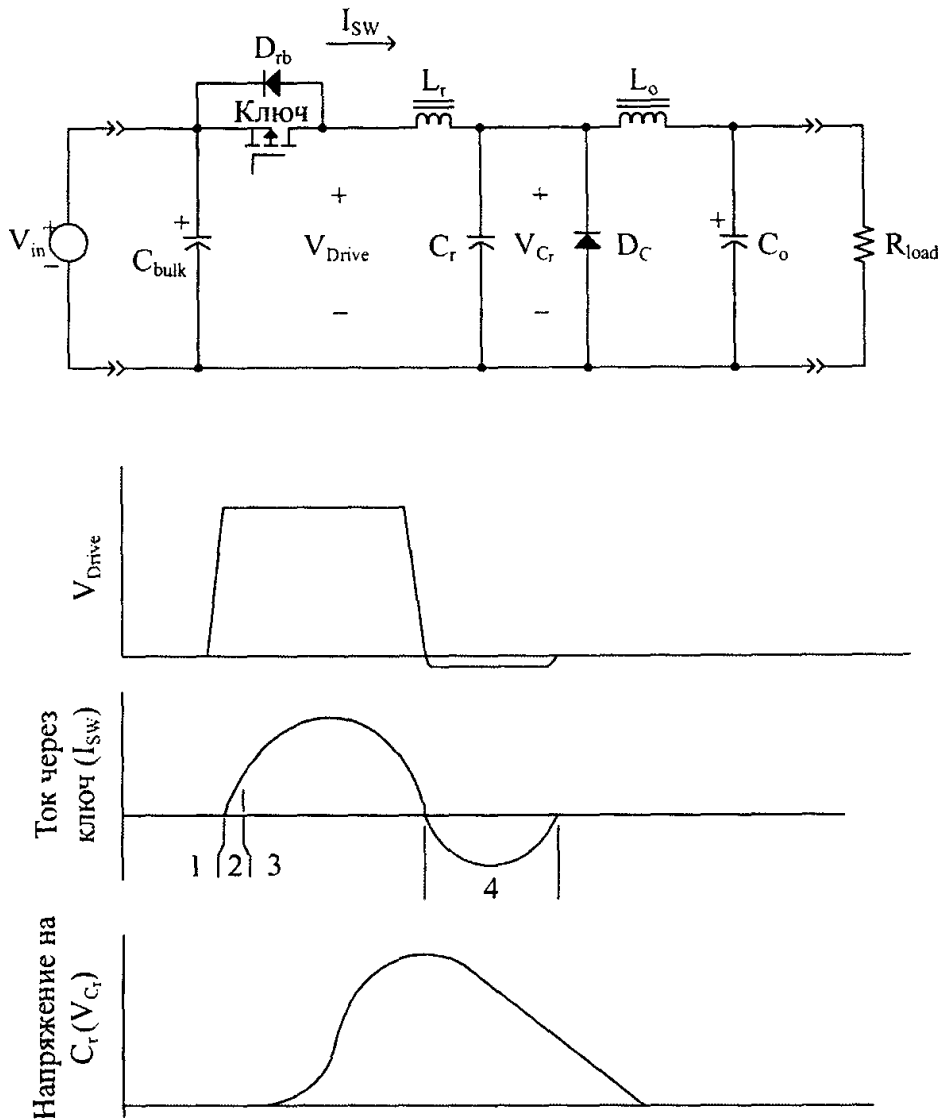 I_SW
D_rb
Ключ
L_r
L_o
V_in
+
−
+
C_bulk
+
V_Drive
−
C_r
+
V_Cr
−
D_C
+
C_o
R_load
V_Drive
Ток через
ключ (I_SW)
1
2
3
4
Напряжение на
C_r (V_Cr)